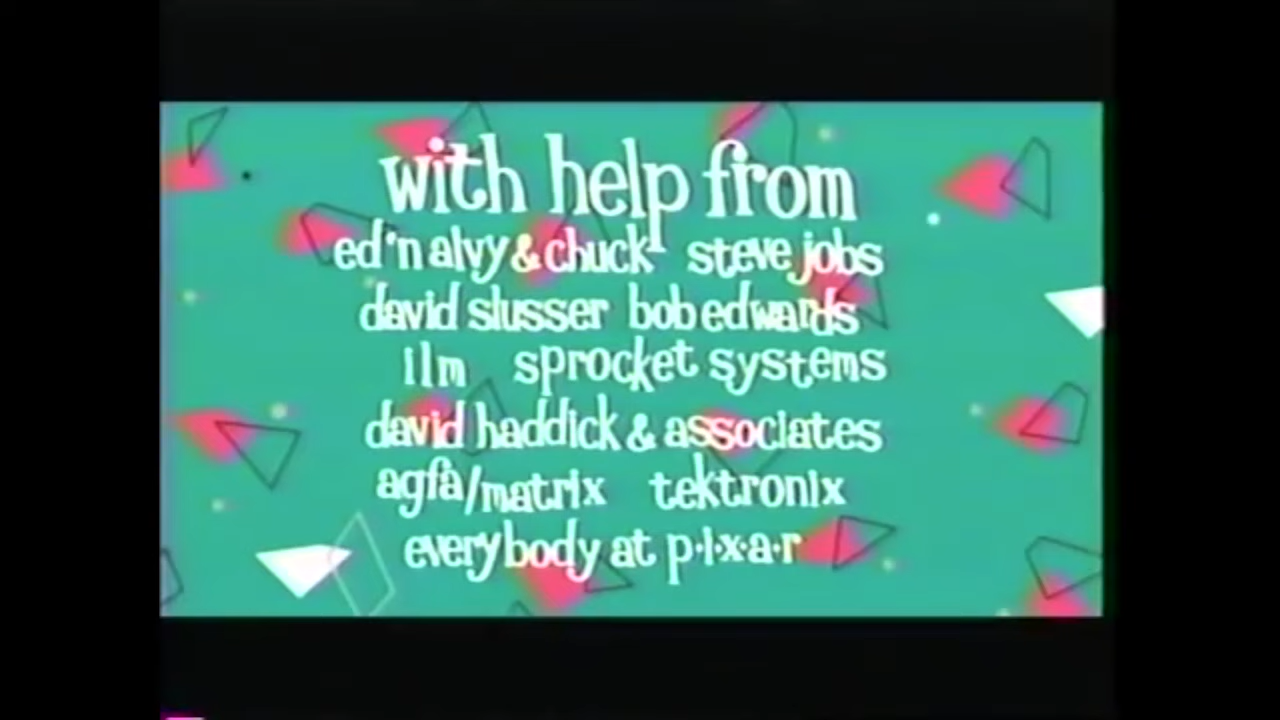 with help from
ed 'n alvy & chuck steve jobs
david slusser bob edwards
ilm sprocket systems
david haddick & associates
agfa/matrix tektronix
everybody at p·i·x·a·r